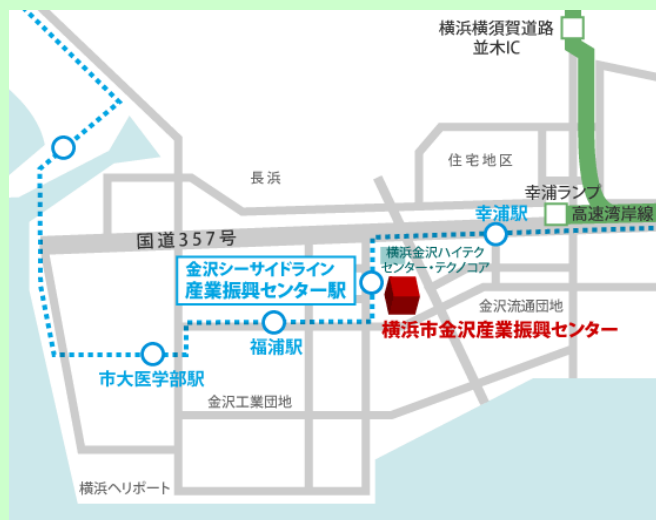 横浜横須賀道路
並木IC
住宅地区
長浜
幸浦ランプ
高速湾岸線
幸浦駅
国道357号
横浜金沢ハイテク
センター・テクノコア
金沢シーサイドライン
産業振興センター駅
金沢流通団地
横浜市金沢産業振興センター
福浦駅
市大医学部駅
金沢工業団地
横浜ヘリポート